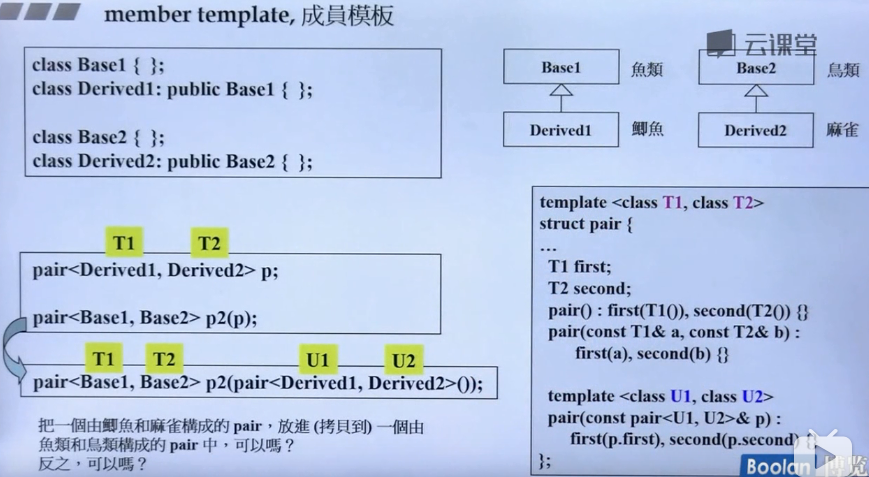 member template, 成員模板
云课堂
class Base1 { };
class Derived1: public Base1 { };
class Base2 { };
class Derived2: public Base2 { };
Base1
魚類
Base2
鳥類
Derived1
鯽魚
Derived2
麻雀
T1 T2
pair<Derived1, Derived2> p;
pair<Base1, Base2> p2(p);
T1 T2 U1 U2
pair<Base1, Base2> p2(pair<Derived1, Derived2>());
把一個由鯽魚和麻雀構成的 pair，放進 (拷貝到) 一個由
魚類和鳥類構成的 pair 中，可以嗎？
反之，可以嗎？
template <class T1, class T2>
struct pair {
…
T1 first;
T2 second;
pair() : first(T1()), second(T2()) {}
pair(const T1& a, const T2& b) :
first(a), second(b) {}
template <class U1, class U2>
pair(const pair<U1, U2>& p) :
first(p.first), second(p.second) {}
};
Boolan 博览